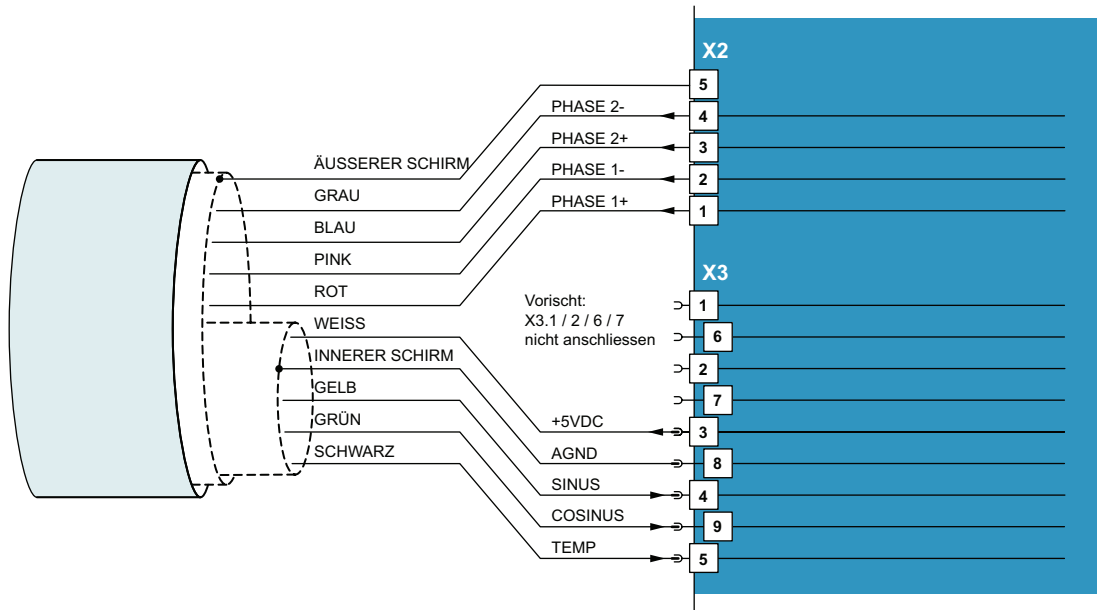 X2
5
PHASE 2-
4
PHASE 2+
3
ÄUSSERER SCHIRM
PHASE 1-
2
GRAU
PHASE 1+
1
BLAU
PINK
X3
ROT
Vorischt:
X3.1 / 2 / 6 / 7
nicht anschliessen
1
WEISS
6
INNERER SCHIRM
2
GELB
7
GRÜN
+5VDC
3
SCHWARZ
AGND
8
SINUS
4
COSINUS
9
TEMP
5